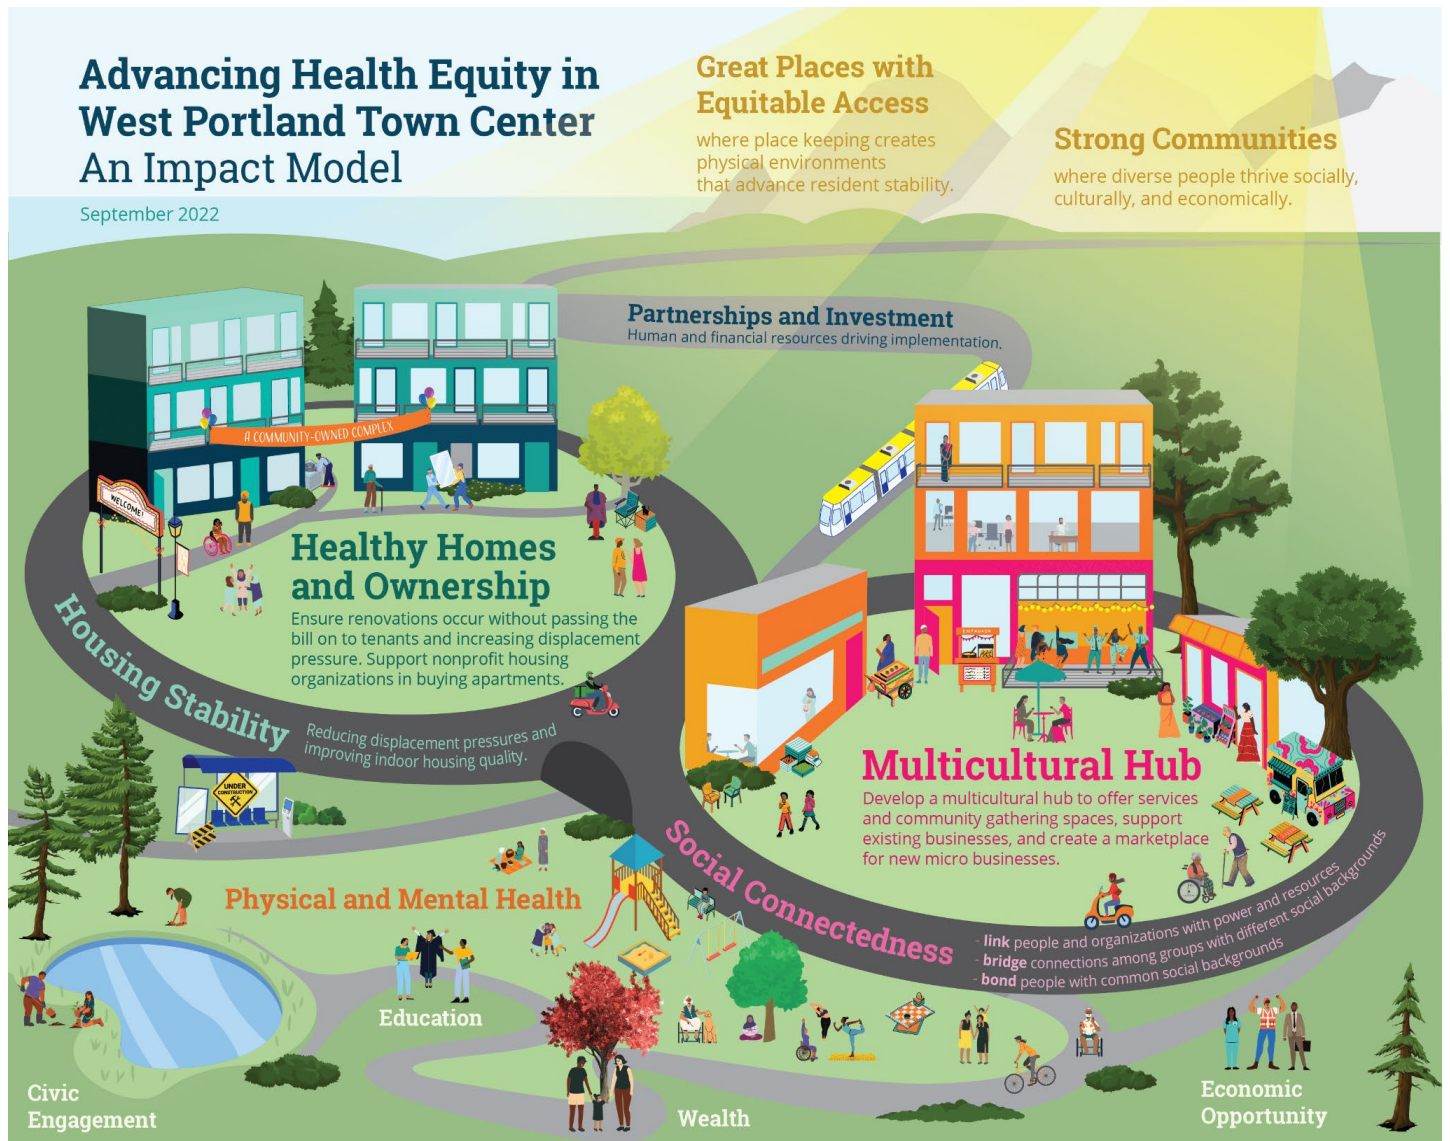 Advancing Health Equity in
West Portland Town Center
An Impact Model
September 2022
Great Places with
Equitable Access
where place keeping creates
physical environments
that advance resident stability.
Strong Communities
where diverse people thrive socially,
culturally, and economically.
Partnerships and Investment
Human and financial resources driving implementation.
A COMMUNITY-OWNED COMPLEX
WELCOME!
Healthy Homes
and Ownership
Ensure renovations occur without passing the
bill on to tenants and increasing displacement
pressure. Support nonprofit housing
organizations in buying apartments.
Housing Stability
Reducing displacement pressures and
improving indoor housing quality.
UNDER
CONSTRUCTION
Multicultural Hub
Develop a multicultural hub to offer services
and community gathering spaces, support
existing businesses, and create a marketplace
for new micro businesses.
Social Connectedness
- link people and organizations with power and resources
- bridge connections among groups with different social backgrounds
- bond people with common social backgrounds
Physical and Mental Health
Education
Civic
Engagement
Wealth
Economic
Opportunity